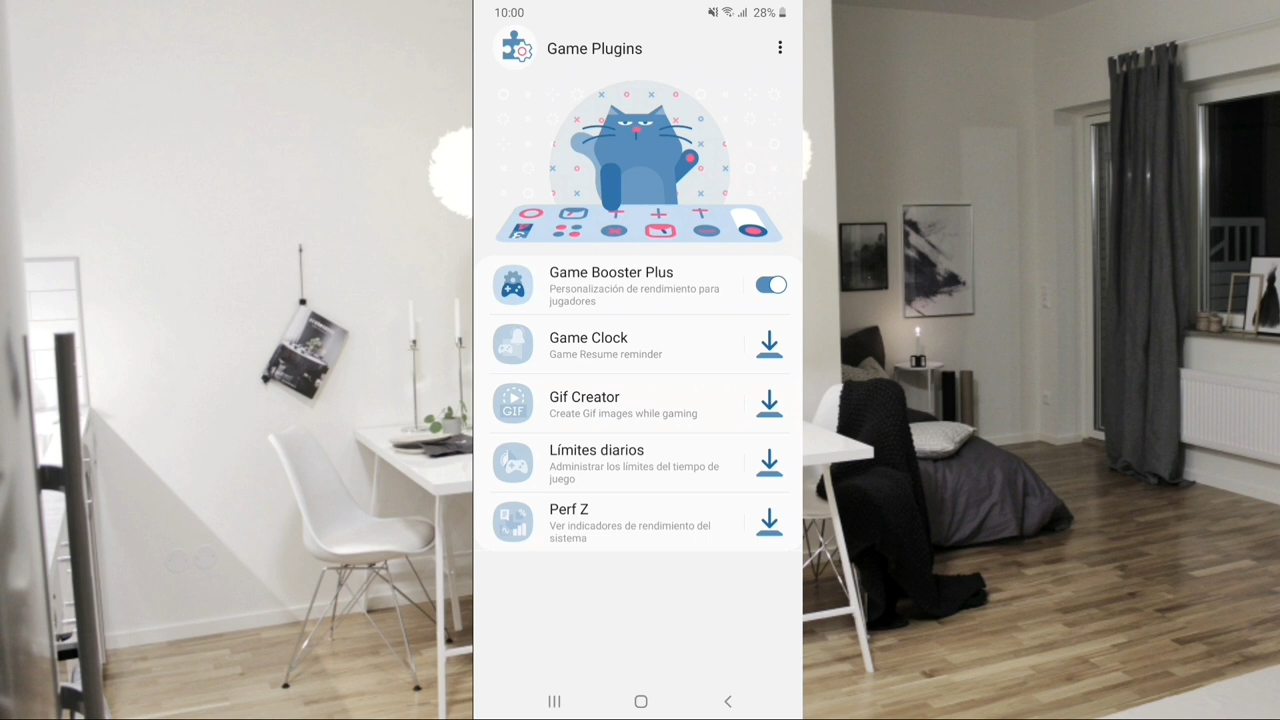 10:00
28%
Game Plugins
Game Booster Plus
Personalización de rendimiento para
jugadores
Game Clock
Game Resume reminder
Gif Creator
Create Gif images while gaming
GIF
Límites diarios
Administrar los límites del tiempo de
juego
Perf Z
Ver indicadores de rendimiento del
sistema